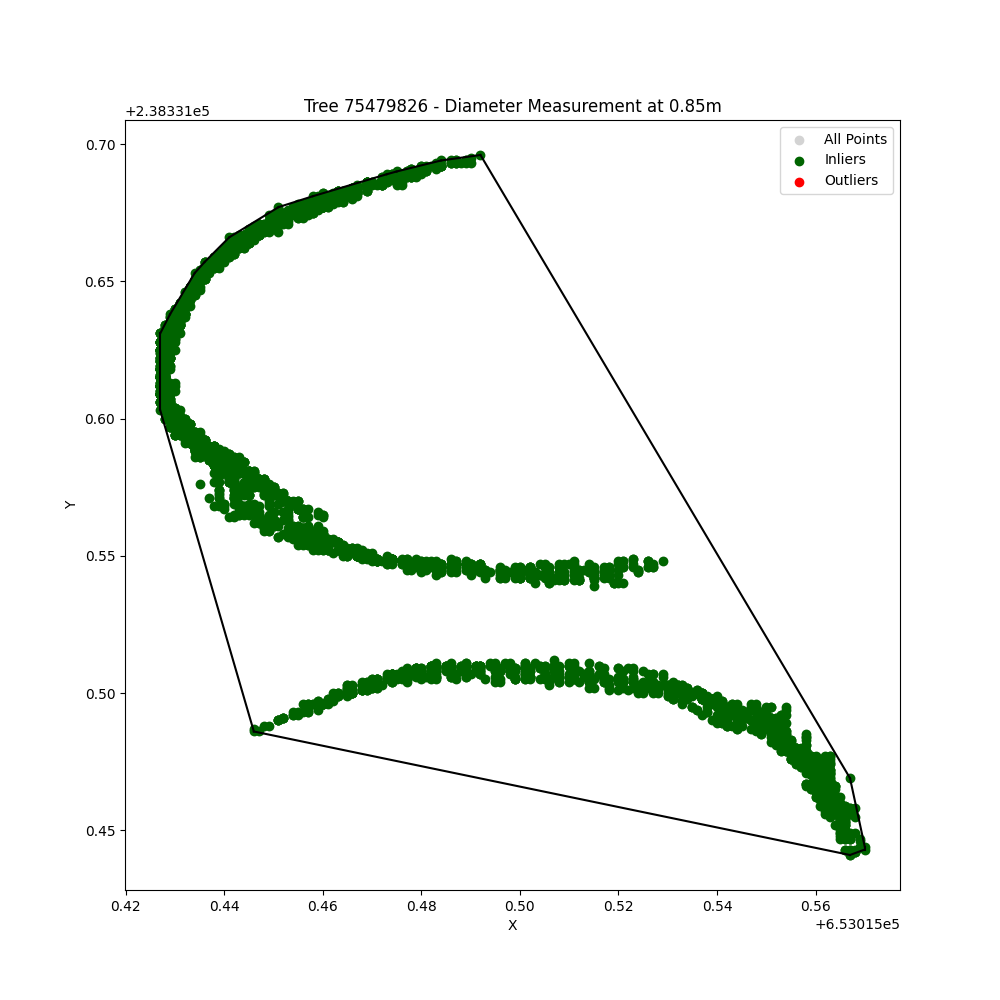 Tree 75479826 - Diameter Measurement at 0.85m
+2.38331e5
All Points
Inliers
Outliers
0.70
0.65
0.60
0.55
0.50
0.45
Y
0.42 0.44 0.46 0.48 0.50 0.52 0.54 0.56
X
+6.53015e5